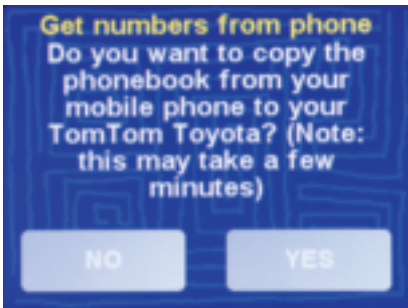 Get numbers from phone
Do you want to copy the
phonebook from your
mobile phone to your
TomTom Toyota? (Note:
this may take a few
minutes)
NO
YES